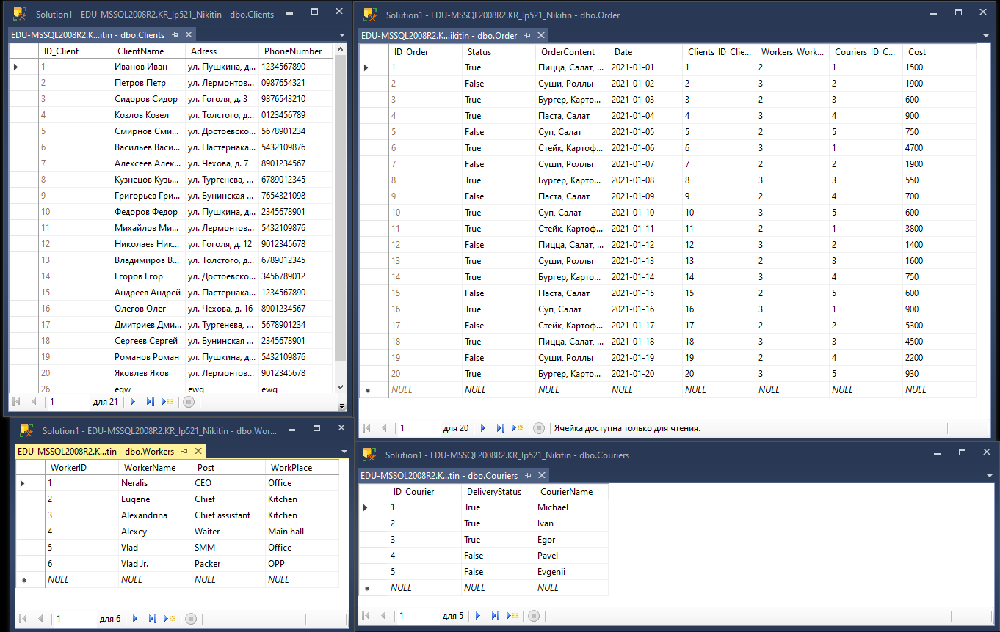 Solution1 - EDU-MSSQL2008R2.KR_Ip521_Nikitin - dbo.Clients
EDU-MSSQL2008R2.K...itin - dbo.Clients
ID_Client ClientName Adress PhoneNumber
1 Иванов Иван ул. Пушкина, д... 1234567890
2 Петров Петр ул. Лермонтов... 0987654321
3 Сидоров Сидор ул. Гоголя, д. 3 9876543210
4 Козлов Козел ул. Толстого, д... 0123456789
5 Смирнов Сми... ул. Достоевско... 5678901234
6 Васильев Васи... ул. Пастернака... 5432109876
7 Алексеев Алек... ул. Чехова, д. 7 8901234567
8 Кузнецов Кузь... ул. Тургенева, ... 6789012345
9 Григорьев Гри... ул. Бунинская ... 7654321098
10 Федоров Федор ул. Пушкина, д... 2345678901
11 Михайлов Ми... ул. Лермонтов... 5432109876
12 Николаев Ник... ул. Гоголя, д. 12 9012345678
13 Владимиров В... ул. Толстого, д... 6789012345
14 Егоров Егор ул. Достоевско... 3456789012
15 Андреев Андрей ул. Пастернака... 1234567890
16 Олегов Олег ул. Чехова, д. 16 8901234567
17 Дмитриев Дми... ул. Тургенева, ... 5678901234
18 Сергеев Сергей ул. Бунинская ... 2345678901
19 Романов Роман ул. Пушкина, д... 5432109876
20 Яковлев Яков ул. Лермонтов... 9012345678
26 eqw ewq ewq
1 для 21
Solution1 - EDU-MSSQL2008R2.KR_Ip521_Nikitin - dbo.Order
EDU-MSSQL2008R2.K...ikitin - dbo.Order
ID_Order Status OrderContent Date Clients_ID_Clie... Workers_Work... Couriers_ID_C... Cost
1 True Пицца, Салат, ... 2021-01-01 1 2 1 1500
2 False Суши, Роллы 2021-01-02 2 3 2 1900
3 True Бургер, Карто... 2021-01-03 3 2 3 600
4 True Паста, Салат 2021-01-04 4 3 4 900
5 False Суп, Салат 2021-01-05 5 2 5 750
6 True Стейк, Картоф... 2021-01-06 6 3 1 4700
7 False Суши, Роллы 2021-01-07 7 2 2 1900
8 True Бургер, Карто... 2021-01-08 8 3 3 550
9 False Паста, Салат 2021-01-09 9 2 4 700
10 True Суп, Салат 2021-01-10 10 3 5 600
11 True Стейк, Картоф... 2021-01-11 11 2 1 3800
12 False Пицца, Салат, ... 2021-01-12 12 3 2 1400
13 True Суши, Роллы 2021-01-13 13 2 3 1600
14 True Бургер, Карто... 2021-01-14 14 3 4 750
15 False Паста, Салат 2021-01-15 15 2 5 600
16 True Суп, Салат 2021-01-16 16 3 1 900
17 False Стейк, Картоф... 2021-01-17 17 2 2 5300
18 True Пицца, Салат, ... 2021-01-18 18 3 3 4500
19 False Суши, Роллы 2021-01-19 19 2 4 2200
20 True Бургер, Карто... 2021-01-20 20 3 5 930
NULL NULL NULL NULL NULL NULL NULL NULL
1 для 20 Ячейка доступна только для чтения.
Solution1 - EDU-MSSQL2008R2.KR_Ip521_Nikitin - dbo.Wor...
EDU-MSSQL2008R2.K...tin - dbo.Workers
WorkerID WorkerName Post WorkPlace
1 Neralis CEO Office
2 Eugene Chief Kitchen
3 Alexandrina Chief assistant Kitchen
4 Alexey Waiter Main hall
5 Vlad SMM Office
6 Vlad Jr. Packer OPP
NULL NULL NULL NULL
1 для 6
Solution1 - EDU-MSSQL2008R2.KR_Ip521_Nikitin - dbo.Couriers
EDU-MSSQL2008R2.K...tin - dbo.Couriers
ID_Courier DeliveryStatus CourierName
1 True Michael
2 True Ivan
3 True Egor
4 False Pavel
5 False Evgenii
NULL NULL NULL
1 для 5